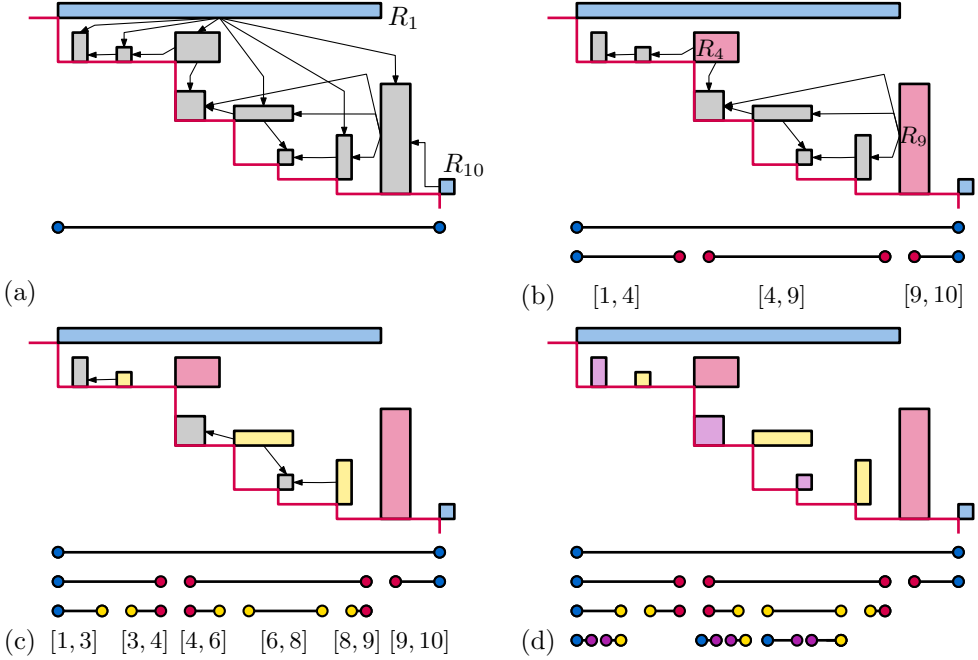 R₁
R₁₀
(a)
R₄
R₉
(b) [1, 4] [4, 9] [9, 10]
(c) [1, 3] [3, 4] [4, 6] [6, 8] [8, 9] [9, 10]
(d)